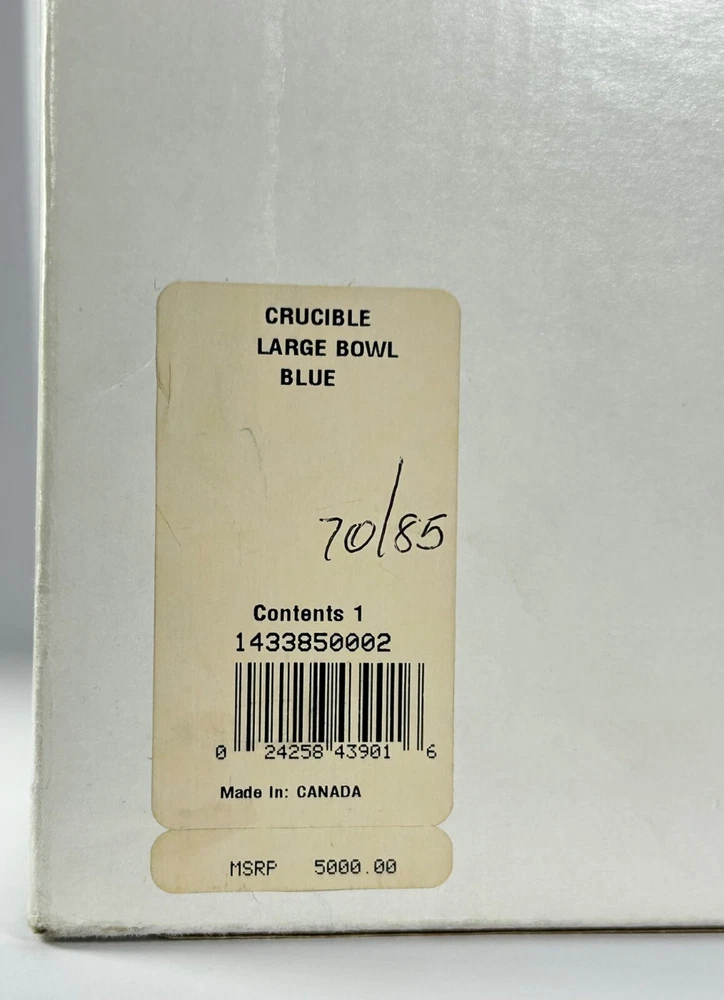 CRUCIBLE
LARGE BOWL
BLUE
70/85
Contents 1
1433850002
0 24258 43901 6
Made In: CANADA
MSRP 5000.00